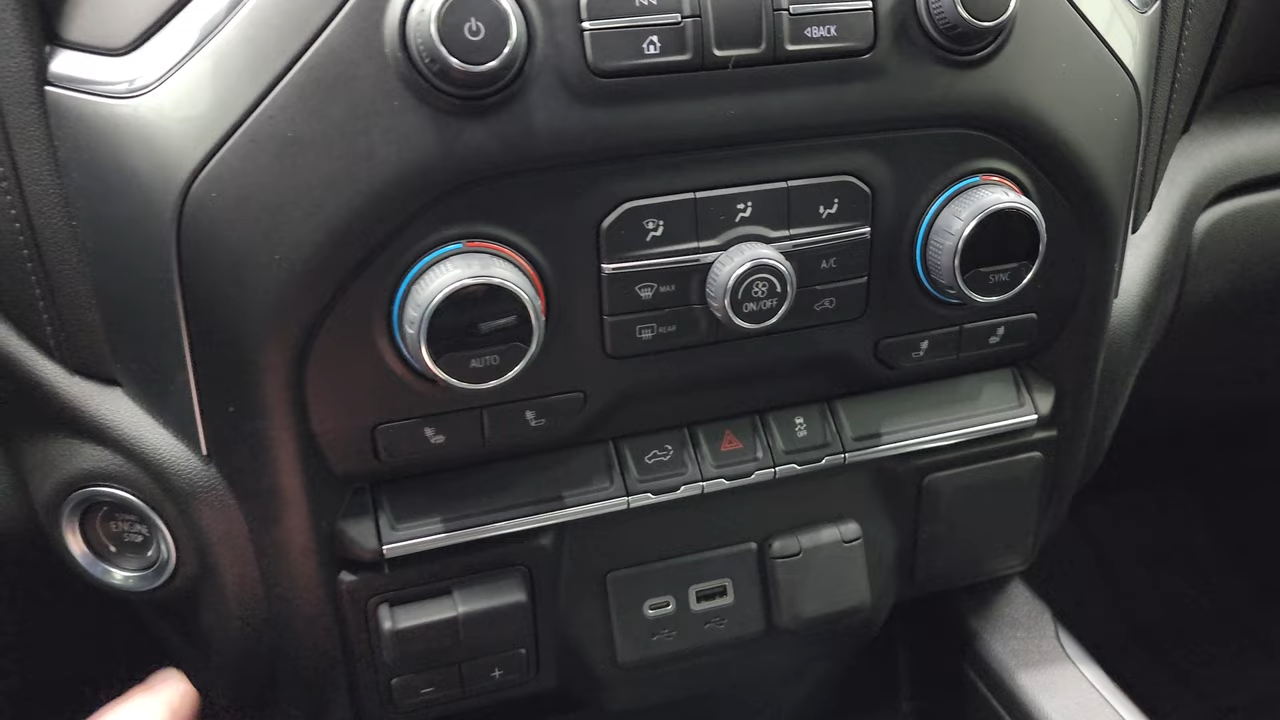 BACK
A/C
MAX
ON/OFF
SYNC
REAR
AUTO
ENGINE
STOP
- +